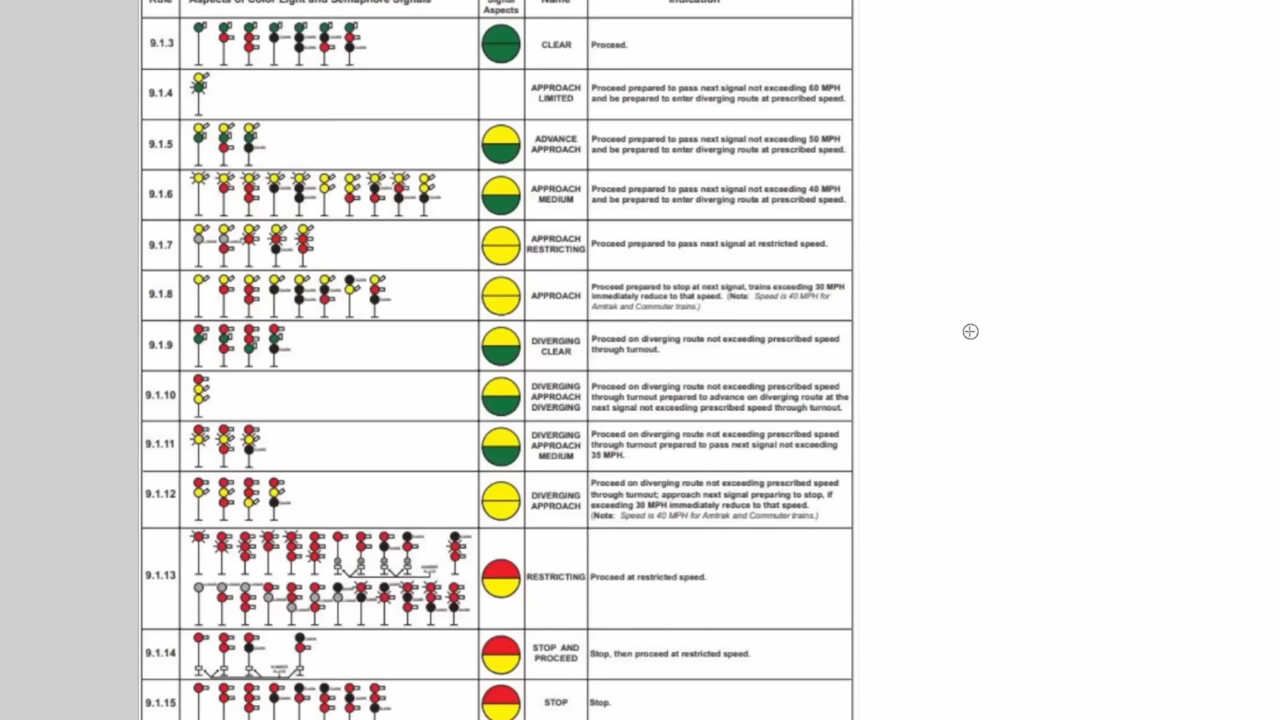 Rule Aspects of Color Light and Semaphore Signals Signal Aspects Name Indication
9.1.3 CLEAR Proceed.
9.1.4 APPROACH LIMITED Proceed prepared to pass next signal not exceeding 60 MPH
and be prepared to enter diverging route at prescribed speed.
9.1.5 ADVANCE APPROACH Proceed prepared to pass next signal not exceeding 50 MPH
and be prepared to enter diverging route at prescribed speed.
9.1.6 APPROACH MEDIUM Proceed prepared to pass next signal not exceeding 40 MPH
and be prepared to enter diverging route at prescribed speed.
9.1.7 APPROACH RESTRICTING Proceed prepared to pass next signal at restricted speed.
9.1.8 APPROACH Proceed prepared to stop at next signal, trains exceeding 30 MPH
immediately reduce to that speed. (Note: Speed is 40 MPH for
Amtrak and Commuter trains.)
9.1.9 DIVERGING CLEAR Proceed on diverging route not exceeding prescribed speed
through turnout.
9.1.10 DIVERGING APPROACH DIVERGING Proceed on diverging route not exceeding prescribed speed
through turnout prepared to advance on diverging route at the
next signal not exceeding prescribed speed through turnout.
9.1.11 DIVERGING APPROACH MEDIUM Proceed on diverging route not exceeding prescribed speed
through turnout prepared to pass next signal not exceeding
35 MPH.
9.1.12 DIVERGING APPROACH Proceed on diverging route not exceeding prescribed speed
through turnout; approach next signal preparing to stop, if
exceeding 30 MPH immediately reduce to that speed.
(Note: Speed is 40 MPH for Amtrak and Commuter trains.)
NUMBER PLATE
9.1.13 RESTRICTING Proceed at restricted speed.
9.1.14 STOP AND PROCEED Stop, then proceed at restricted speed.
NUMBER PLATE
9.1.15 STOP Stop.